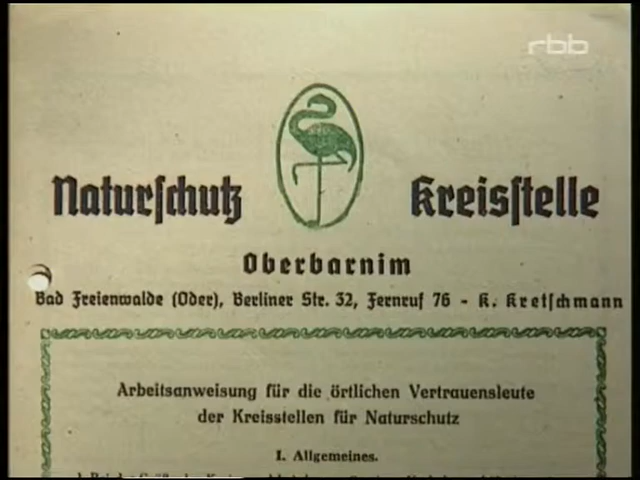 rbb
Naturschutz Kreisstelle
Oberbarnim
Bad Freienwalde (Oder), Berliner Str. 32, Fernruf 76 - K. Kretschmann
Arbeitsanweisung für die örtlichen Vertrauensleute
der Kreisstellen für Naturschutz
I. Allgemeines.